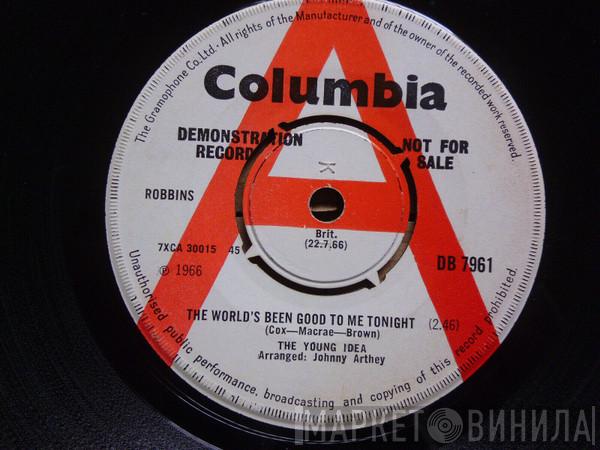 The Gramophone Co. Ltd. · All rights of the Manufacturer and of the owner of the recorded work reserved.
Columbia
DEMONSTRATION RECORD
NOT FOR SALE
K
ROBBINS
Brit.
(22.7.66)
7XCA 30015 45
DB 7961
℗ 1966
THE WORLD'S BEEN GOOD TO ME TONIGHT (2.46)
(Cox—Macrae—Brown)
THE YOUNG IDEA
Arranged: Johnny Arthey
Unauthorised public performance, broadcasting and copying of this record prohibited.
МАРКЕТ ВИНИЛА